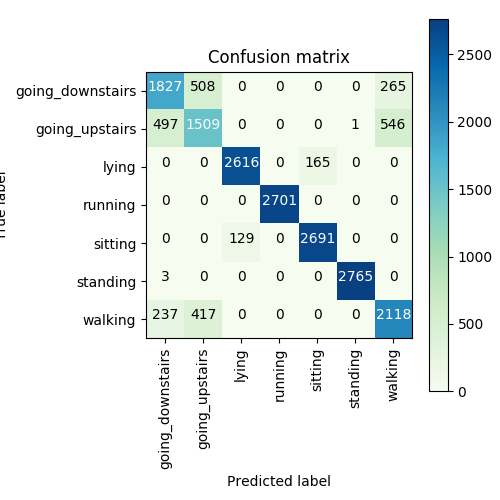 Confusion matrix
going_downstairs 1827 508 0 0 0 0 265
going_upstairs 497 1509 0 0 0 1 546
lying 0 0 2616 0 165 0 0
running 0 0 0 2701 0 0 0
sitting 0 0 129 0 2691 0 0
standing 3 0 0 0 0 2765 0
walking 237 417 0 0 0 0 2118
going_downstairs
going_upstairs
lying
running
sitting
standing
walking
Predicted label
True label
2500
2000
1500
1000
500
0